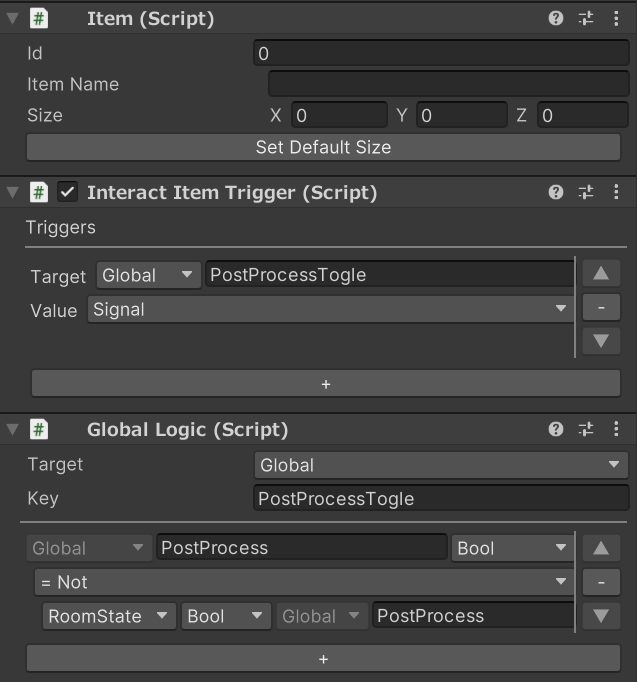 Item (Script)
Id 0
Item Name
Size X 0 Y 0 Z 0
Set Default Size
Interact Item Trigger (Script)
Triggers
Target Global PostProcessTogle
Value Signal
-
+
Global Logic (Script)
Target Global
Key PostProcessTogle
Global PostProcess Bool
= Not
-
RoomState Bool Global PostProcess
+